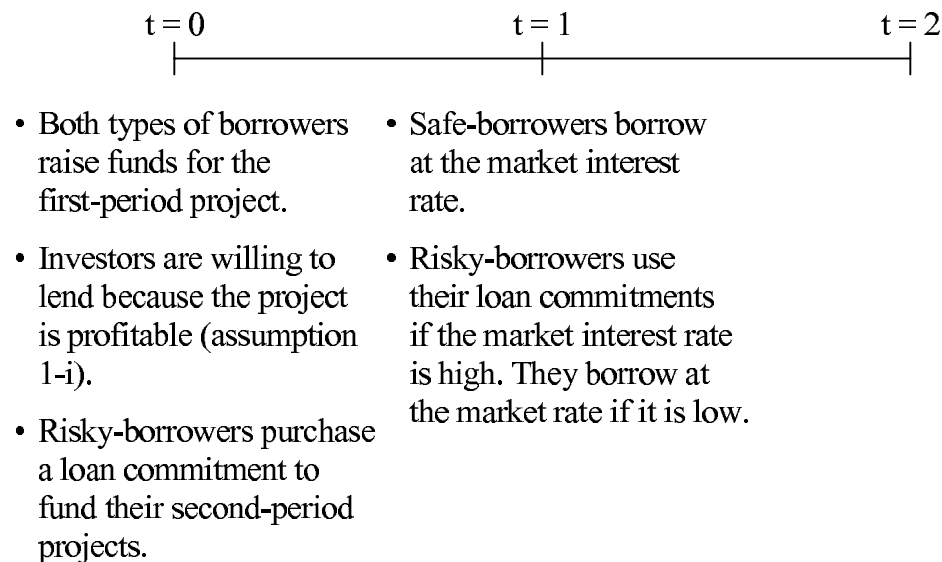 t = 0 t = 1 t = 2
• Both types of borrowers
raise funds for the
first-period project.
• Investors are willing to
lend because the project
is profitable (assumption
1-i).
• Risky-borrowers purchase
a loan commitment to
fund their second-period
projects.
• Safe-borrowers borrow
at the market interest
rate.
• Risky-borrowers use
their loan commitments
if the market interest rate
is high. They borrow at
the market rate if it is low.